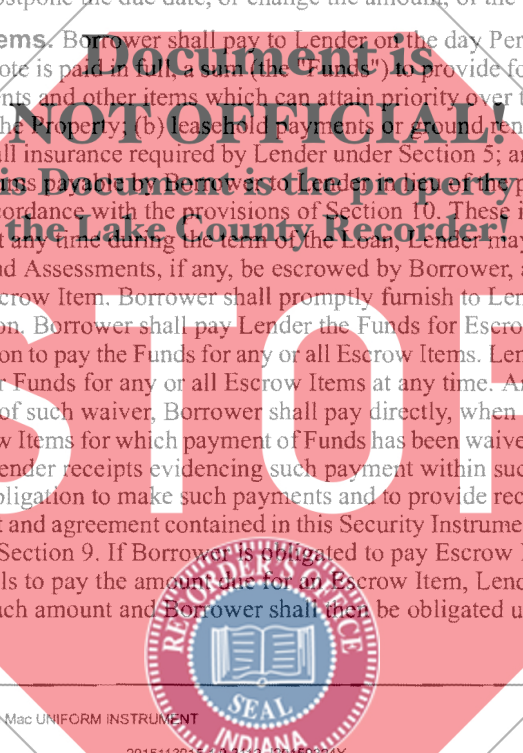 postpone the due date, or change the amount, of the
ems. Borrower shall pay to Lender on the day Per
Document is
ote is paid in full, a sum (the "Funds") to provide fo
nts and other items which can attain priority over t
NOT OFFICIAL!
he Property; (b) leasehold payments or ground ren
ll insurance required by Lender under Section 5; an
is Document is the property
ms payable by Borrower to Lender in lieu of the p
cordance with the provisions of Section 10. These i
the Lake County Recorder!
t any time during the term of the Loan, Lender may
nd Assessments, if any, be escrowed by Borrower, a
crow Item. Borrower shall promptly furnish to Len
on. Borrower shall pay Lender the Funds for Escro
STOP
on to pay the Funds for any or all Escrow Items. Len
r Funds for any or all Escrow Items at any time. An
of such waiver, Borrower shall pay directly, when
w Items for which payment of Funds has been waive
ender receipts evidencing such payment within suc
bligation to make such payments and to provide rec
t and agreement contained in this Security Instrume
Section 9. If Borrower is obligated to pay Escrow I
ls to pay the amount due for an Escrow Item, Lend
uch amount and Borrower shall then be obligated u
RECORDER'S OFFICE
SEAL
INDIANA
Mac UNIFORM INSTRUMENT